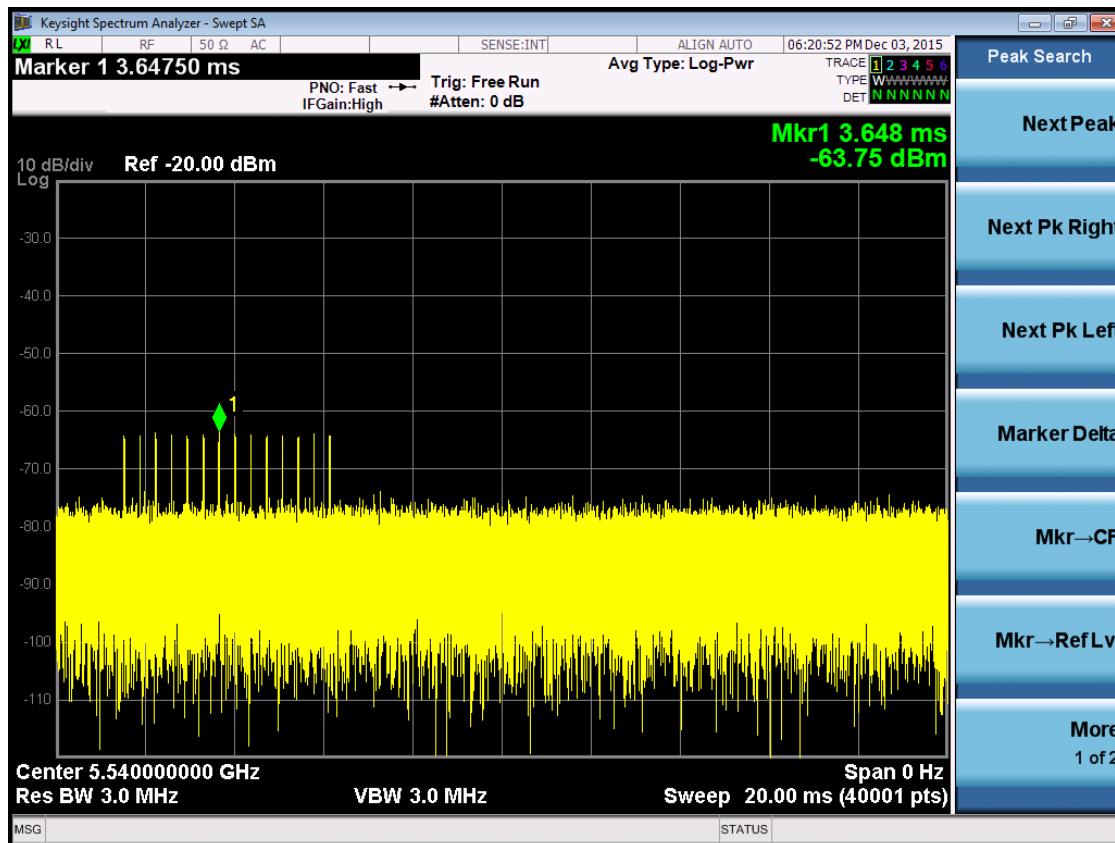 Keysight Spectrum Analyzer - Swept SA
LXI RL RF 50 Ω AC SENSE:INT ALIGN AUTO 06:20:52 PM Dec 03, 2015
Marker 1 3.64750 ms
PNO: Fast
IFGain:High
Trig: Free Run
#Atten: 0 dB
Avg Type: Log-Pwr
TRACE 1 2 3 4 5 6
TYPE WWWWWWW
DET N N N N N N
Mkr1 3.648 ms
-63.75 dBm
10 dB/div Ref -20.00 dBm
Log
-30.0
-40.0
-50.0
-60.0
1
-70.0
-80.0
-90.0
-100
-110
Center 5.540000000 GHz Span 0 Hz
Res BW 3.0 MHz VBW 3.0 MHz Sweep 20.00 ms (40001 pts)
MSG STATUS
Peak Search
Next Peak
Next Pk Right
Next Pk Left
Marker Delta
Mkr→CF
Mkr→Ref Lv
More
1 of 2